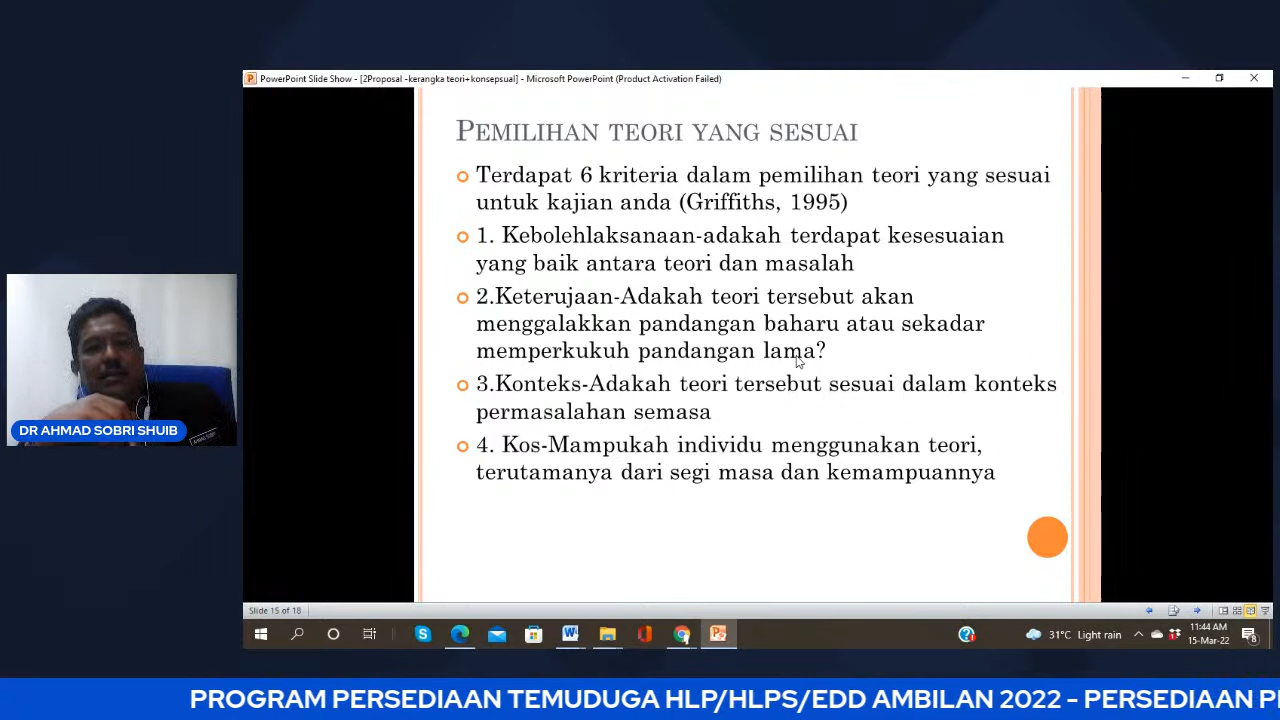 PowerPoint Slide Show - [2Proposal -kerangka teori+konsepsual] - Microsoft PowerPoint (Product Activation Failed)
PEMILIHAN TEORI YANG SESUAI
Terdapat 6 kriteria dalam pemilihan teori yang sesuai
untuk kajian anda (Griffiths, 1995)
1. Kebolehlaksanaan-adakah terdapat kesesuaian
yang baik antara teori dan masalah
2.Keterujaan-Adakah teori tersebut akan
menggalakkan pandangan baharu atau sekadar
memperkukuh pandangan lama?
3.Konteks-Adakah teori tersebut sesuai dalam konteks
permasalahan semasa
4. Kos-Mampukah individu menggunakan teori,
terutamanya dari segi masa dan kemampuannya
DR AHMAD SOBRI SHUIB
AHMAD SOBRI
Slide 15 of 18
31°C Light rain
11:44 AM
15-Mar-22
8
PROGRAM PERSEDIAAN TEMUDUGA HLP/HLPS/EDD AMBILAN 2022 - PERSEDIAAN